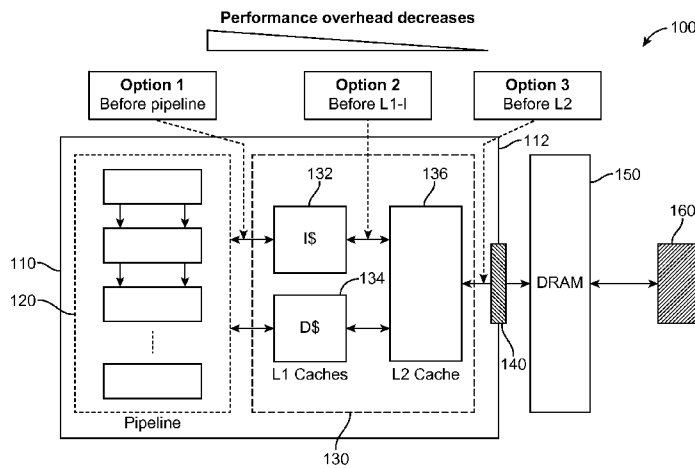 Performance overhead decreases
100
Option 1
Before pipeline
Option 2
Before L1-I
Option 3
Before L2
112
132
136
150
160
I$
110
120
134
DRAM
D$
140
L1 Caches
L2 Cache
Pipeline
130